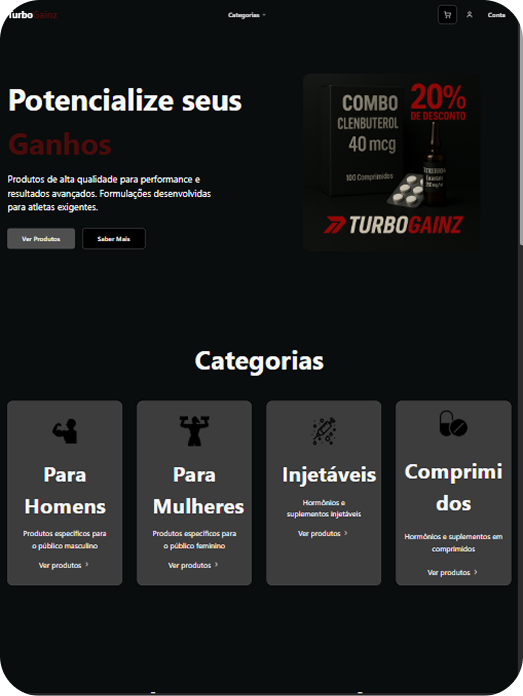 TurboGainz
Categorias
Conta
Potencialize seus
Ganhos
Produtos de alta qualidade para performance e
resultados avançados. Formulações desenvolvidas
para atletas exigentes.
Ver Produtos
Saber Mais
COMBO
CLENBUTEROL
40 mcg
100 Comprimidos
20%
DE DESCONTO
TURBOGAINZ
Categorias
Para
Homens
Produtos específicos para
o público masculino
Ver produtos
Para
Mulheres
Produtos específicos para
o público feminino
Ver produtos
Injetáveis
Hormônios e
suplementos injetáveis
Ver produtos
Comprimi
dos
Hormônios e suplementos em
comprimidos
Ver produtos